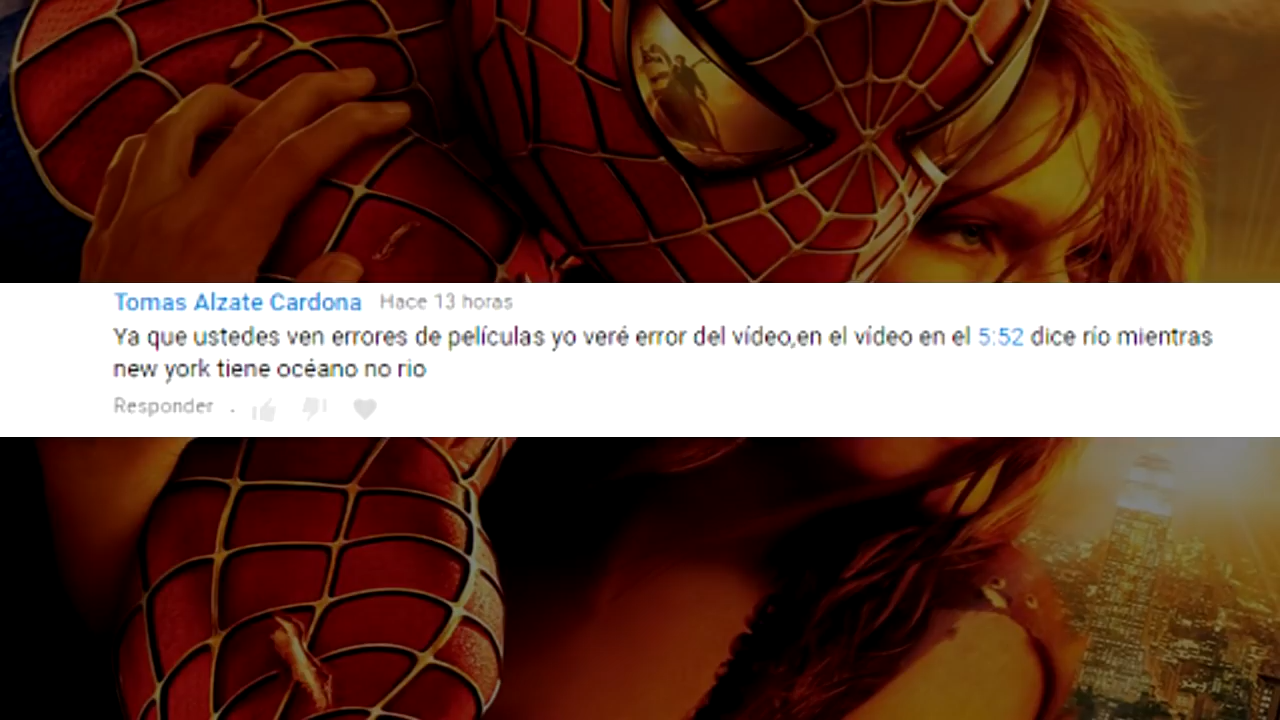 Tomas Alzate Cardona Hace 13 horas
Ya que ustedes ven errores de películas yo veré error del vídeo,en el vídeo en el 5:52 dice río mientras
new york tiene océano no rio
Responder .